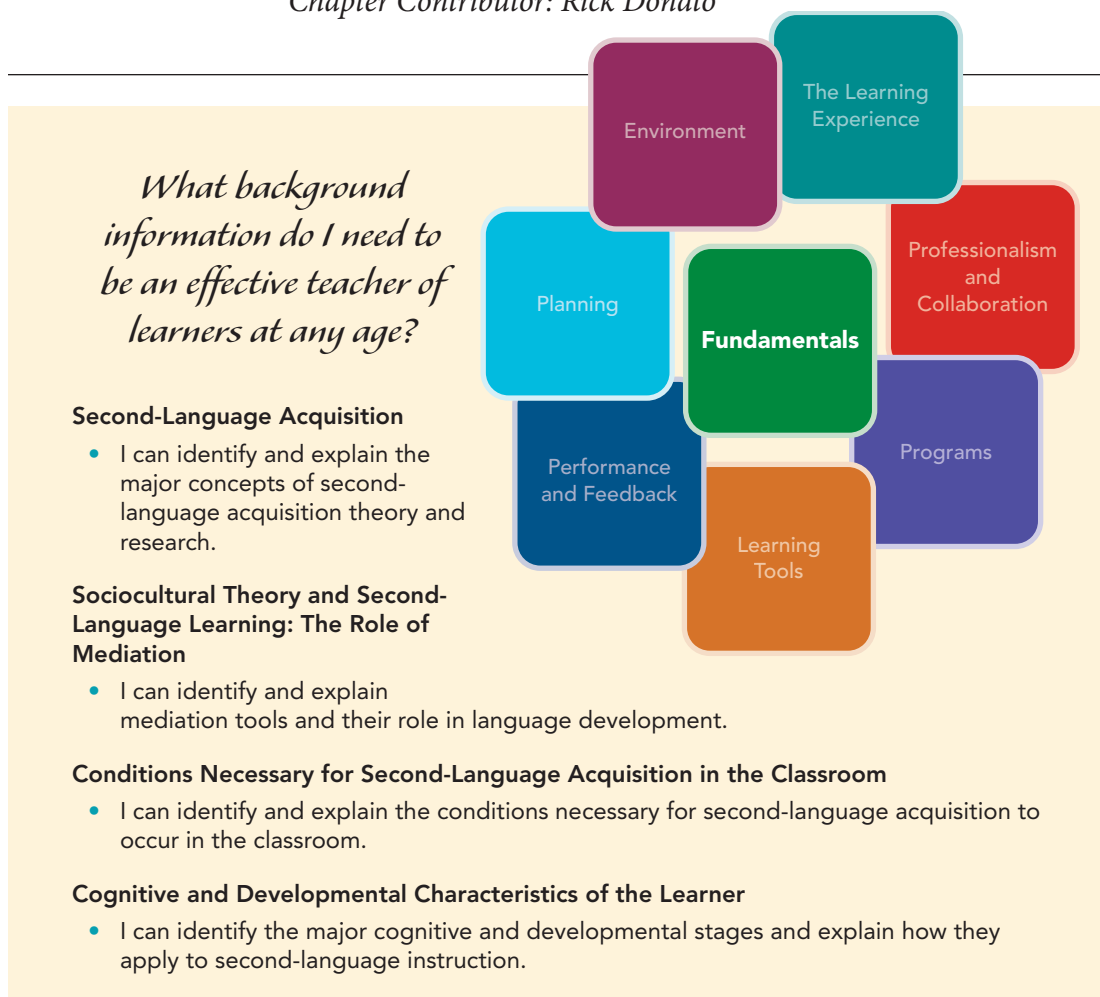 Chapter Contributor: Rick Donato
What background
information do I need to
be an effective teacher of
learners at any age?
Environment
The Learning
Experience
Planning
Fundamentals
Professionalism
and
Collaboration
Performance
and Feedback
Programs
Learning
Tools
Second-Language Acquisition
• I can identify and explain the
major concepts of second-
language acquisition theory and
research.
Sociocultural Theory and Second-
Language Learning: The Role of
Mediation
• I can identify and explain
mediation tools and their role in language development.
Conditions Necessary for Second-Language Acquisition in the Classroom
• I can identify and explain the conditions necessary for second-language acquisition to
occur in the classroom.
Cognitive and Developmental Characteristics of the Learner
• I can identify the major cognitive and developmental stages and explain how they
apply to second-language instruction.